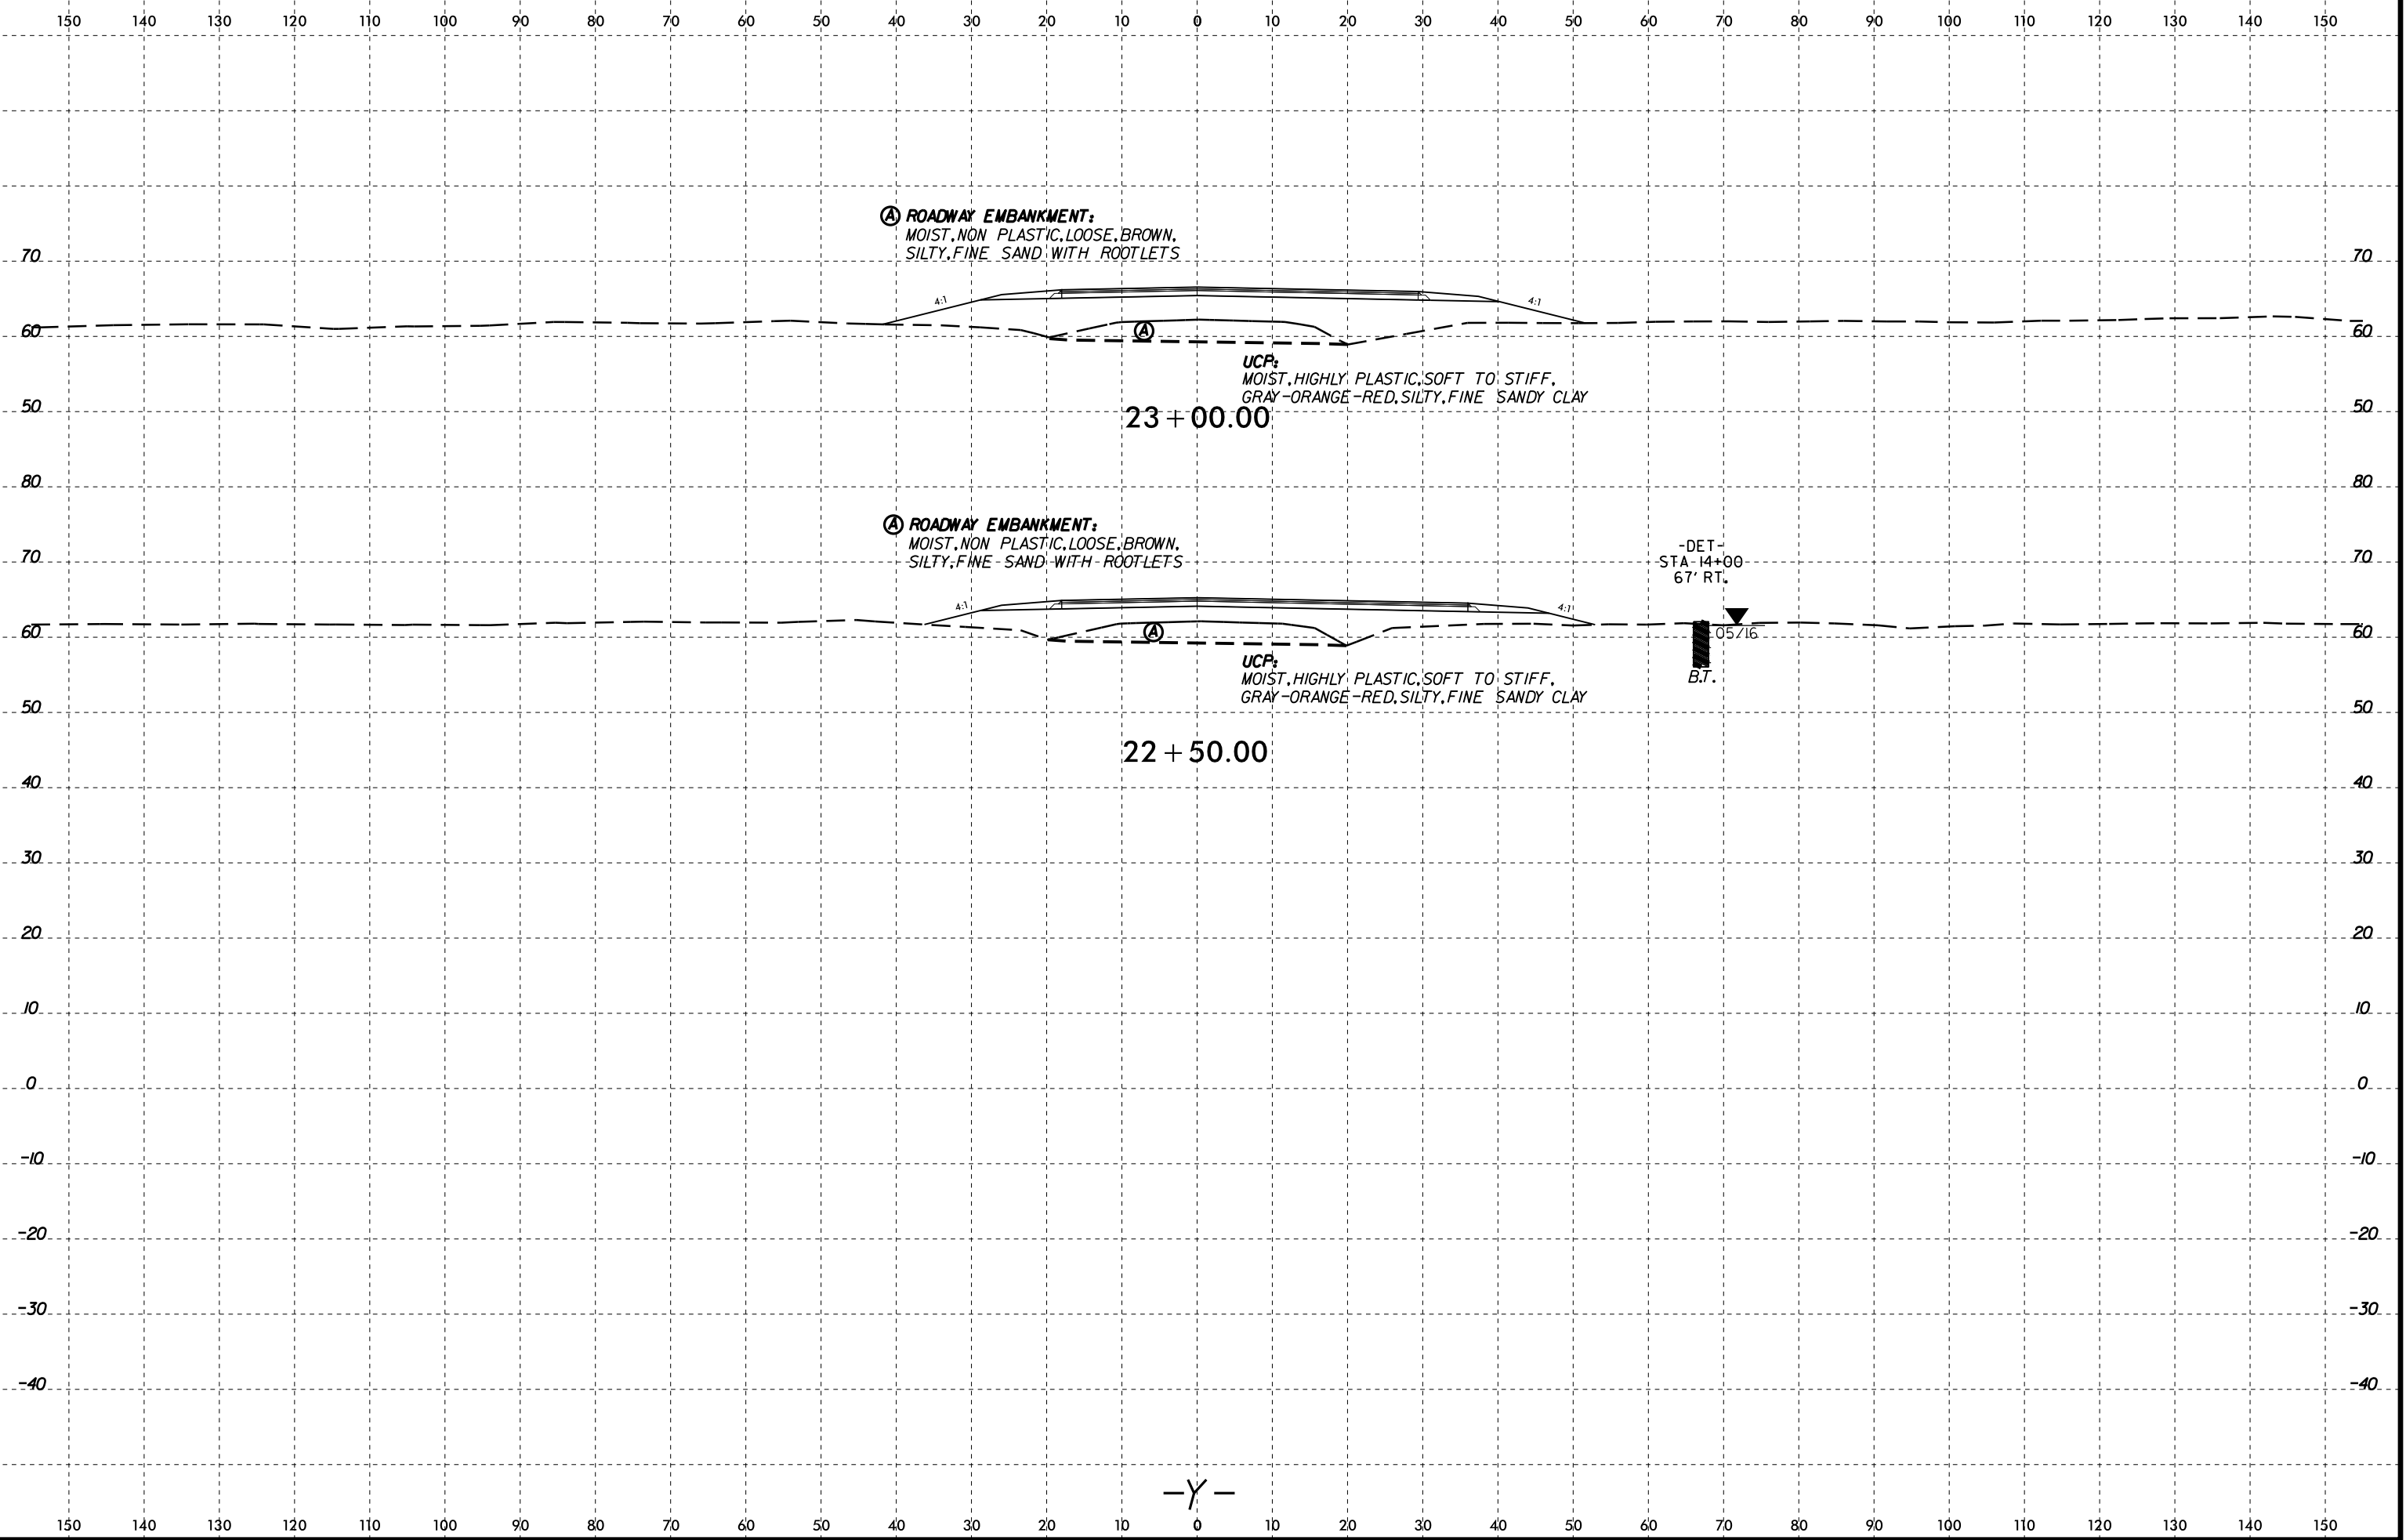 150 140 130 120 110 100 90 80 70 60 50 40 30 20 10 0 10 20 30 40 50 60 70 80 90 100 110 120 130 140 150
Ⓐ ROADWAY EMBANKMENT:
MOIST, NON PLASTIC, LOOSE, BROWN,
SILTY, FINE SAND WITH ROOTLETS
70 70
4:1 4:1
60 60
A
UCP:
MOIST, HIGHLY PLASTIC, SOFT TO STIFF,
GRAY-ORANGE-RED, SILTY, FINE SANDY CLAY
50 50
23+00.00
80 80
Ⓐ ROADWAY EMBANKMENT:
MOIST, NON PLASTIC, LOOSE, BROWN,
SILTY, FINE SAND WITH ROOTLETS
-DET-
STA 14+00
67' RT.
70 70
4:1 4:1
60 60
A
05/16
UCP:
MOIST, HIGHLY PLASTIC, SOFT TO STIFF,
GRAY-ORANGE-RED, SILTY, FINE SANDY CLAY
B.T.
50 50
22+50.00
40 40
30 30
20 20
10 10
0 0
-10 -10
-20 -20
-30 -30
-40 -40
-Y-
150 140 130 120 110 100 90 80 70 60 50 40 30 20 10 0 10 20 30 40 50 60 70 80 90 100 110 120 130 140 150